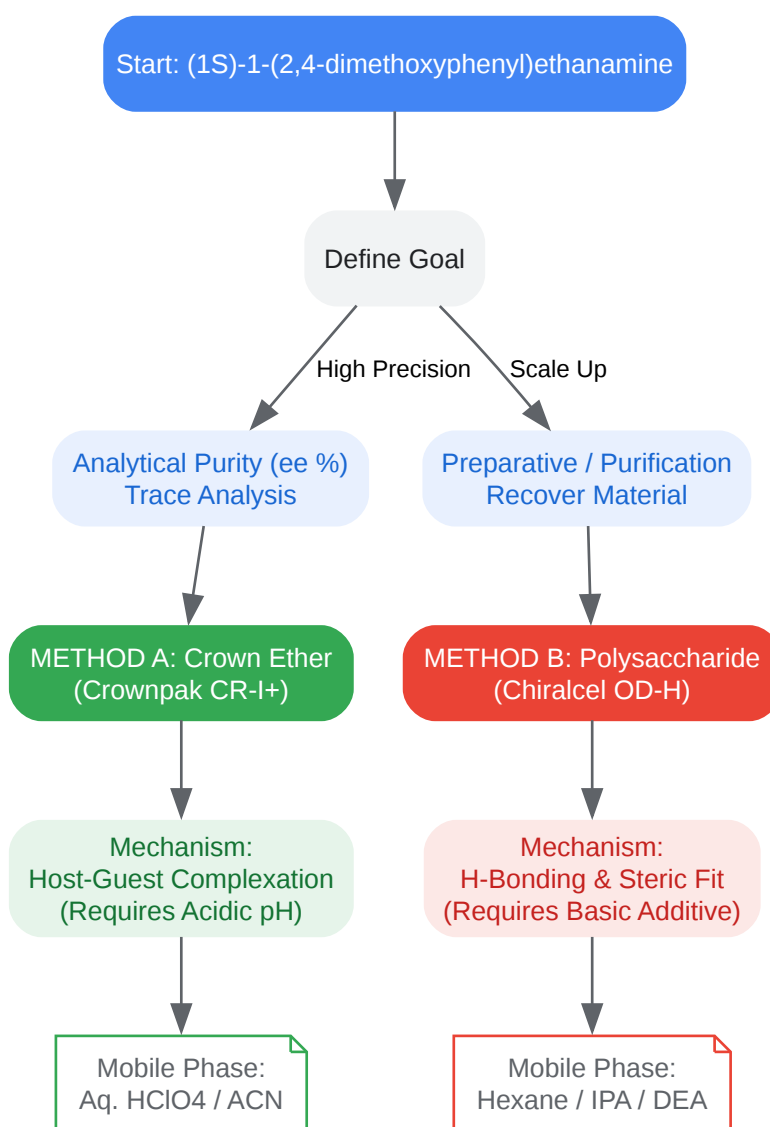 Start: (1S)-1-(2,4-dimethoxyphenyl)ethanamine
Define Goal
High Precision
Scale Up
Analytical Purity (ee %)
Trace Analysis
Preparative / Purification
Recover Material
METHOD A: Crown Ether
(Crownpak CR-I+)
METHOD B: Polysaccharide
(Chiralcel OD-H)
Mechanism:
Host-Guest Complexation
(Requires Acidic pH)
Mechanism:
H-Bonding & Steric Fit
(Requires Basic Additive)
Mobile Phase:
Aq. HClO4 / ACN
Mobile Phase:
Hexane / IPA / DEA